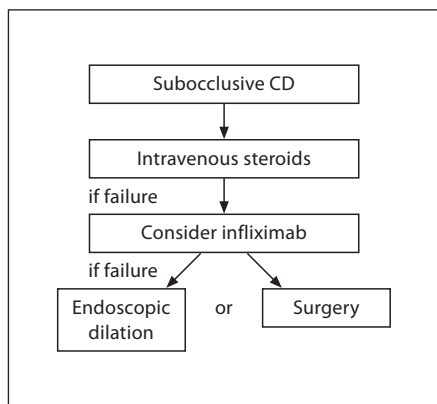 Subocclusive CD
Intravenous steroids
if failure
Consider infliximab
if failure
Endoscopic
dilation
or
Surgery